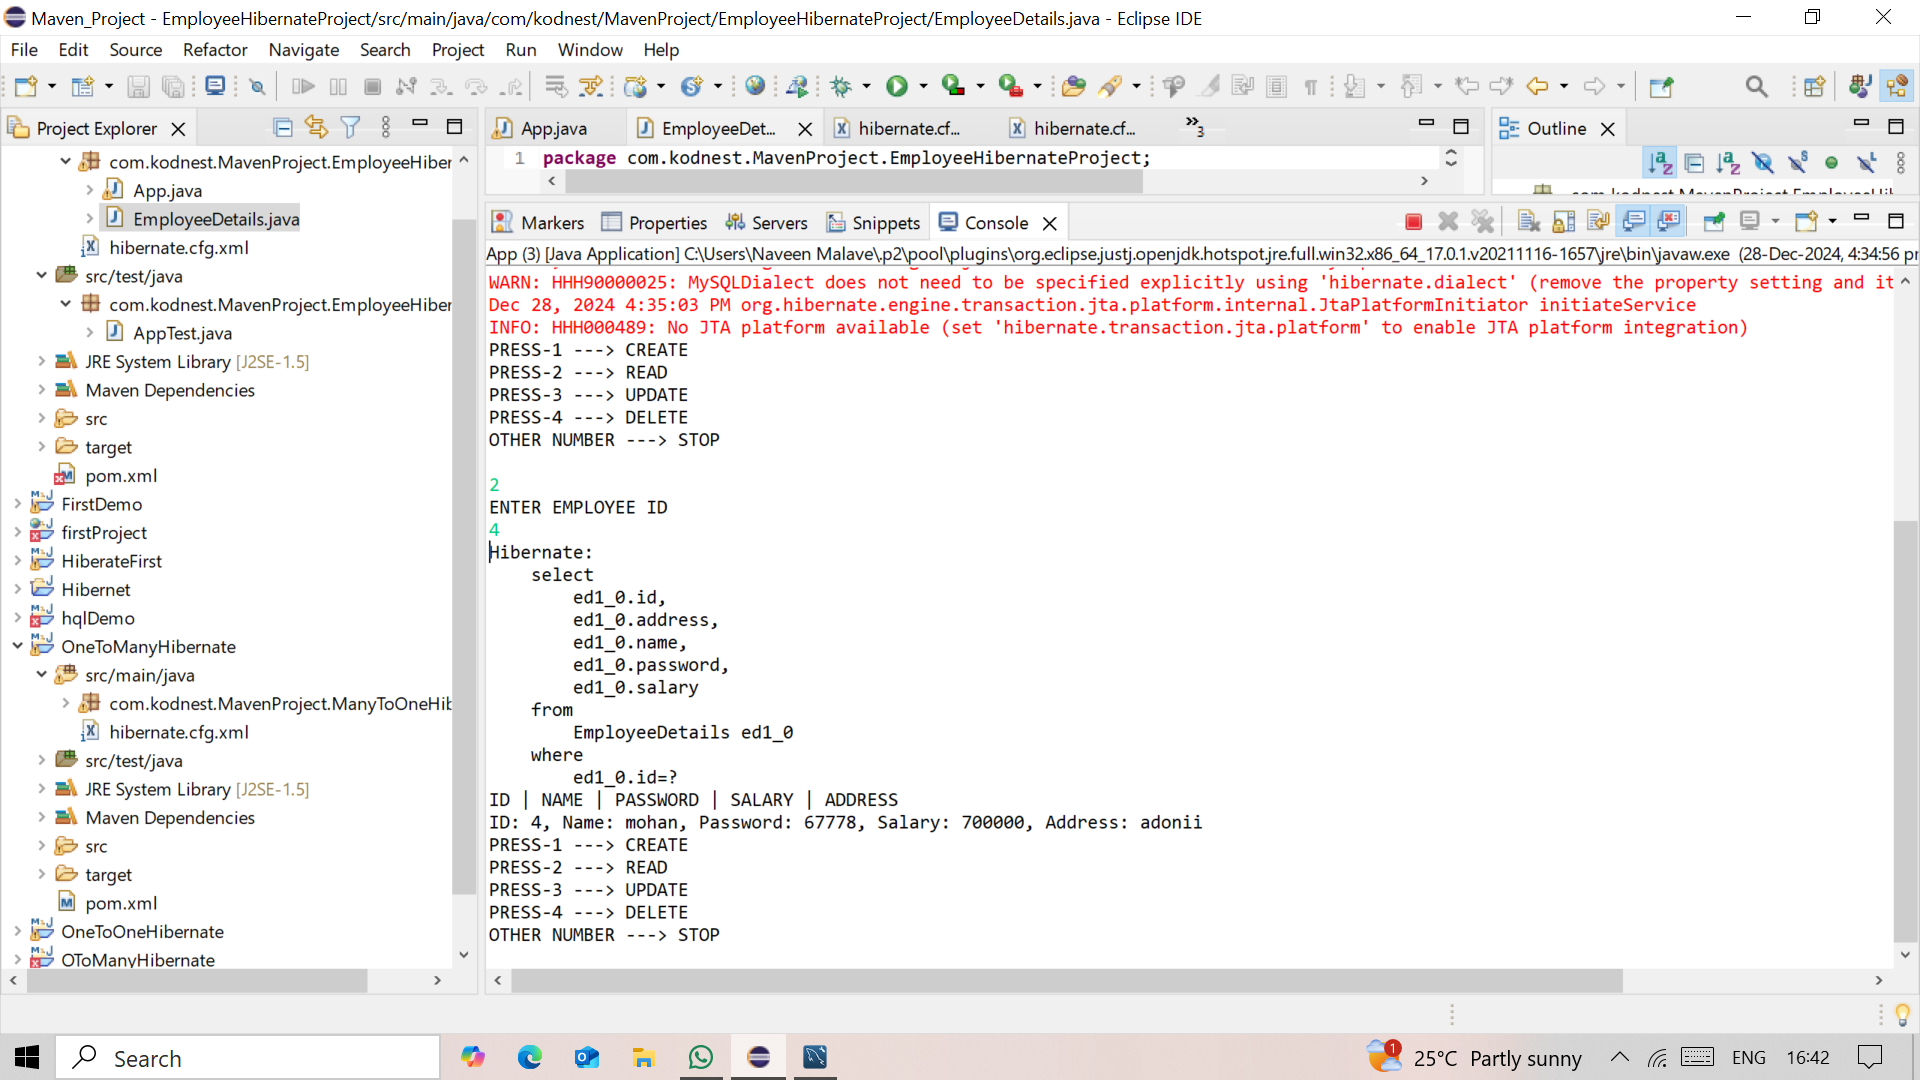 Maven_Project - EmployeeHibernateProject/src/main/java/com/kodnest/MavenProject/EmployeeHibernateProject/EmployeeDetails.java - Eclipse IDE
File Edit Source Refactor Navigate Search Project Run Window Help
Project Explorer
com.kodnest.MavenProject.EmployeeHiber
App.java
EmployeeDetails.java
hibernate.cfg.xml
src/test/java
com.kodnest.MavenProject.EmployeeHiber
AppTest.java
JRE System Library [J2SE-1.5]
Maven Dependencies
src
target
pom.xml
FirstDemo
firstProject
HiberateFirst
Hibernet
hqlDemo
OneToManyHibernate
src/main/java
com.kodnest.MavenProject.ManyToOneHib
hibernate.cfg.xml
src/test/java
JRE System Library [J2SE-1.5]
Maven Dependencies
src
target
pom.xml
OneToOneHibernate
OToManyHibernate
App.java EmployeeDet... hibernate.cf... hibernate.cf... »3
1 package com.kodnest.MavenProject.EmployeeHibernateProject;
Outline
Markers Properties Servers Snippets Console
App (3) [Java Application] C:\Users\Naveen Malave\.p2\pool\plugins\org.eclipse.justj.openjdk.hotspot.jre.full.win32.x86_64_17.0.1.v20211116-1657\jre\bin\javaw.exe (28-Dec-2024, 4:34:56 pr
WARN: HHH90000025: MySQLDialect does not need to be specified explicitly using 'hibernate.dialect' (remove the property setting and it
Dec 28, 2024 4:35:03 PM org.hibernate.engine.transaction.jta.platform.internal.JtaPlatformInitiator initiateService
INFO: HHH000489: No JTA platform available (set 'hibernate.transaction.jta.platform' to enable JTA platform integration)
PRESS-1 ---> CREATE
PRESS-2 ---> READ
PRESS-3 ---> UPDATE
PRESS-4 ---> DELETE
OTHER NUMBER ---> STOP
2
ENTER EMPLOYEE ID
4
Hibernate:
select
ed1_0.id,
ed1_0.address,
ed1_0.name,
ed1_0.password,
ed1_0.salary
from
EmployeeDetails ed1_0
where
ed1_0.id=?
ID | NAME | PASSWORD | SALARY | ADDRESS
ID: 4, Name: mohan, Password: 67778, Salary: 700000, Address: adonii
PRESS-1 ---> CREATE
PRESS-2 ---> READ
PRESS-3 ---> UPDATE
PRESS-4 ---> DELETE
OTHER NUMBER ---> STOP
Search
1 25°C Partly sunny ENG 16:42